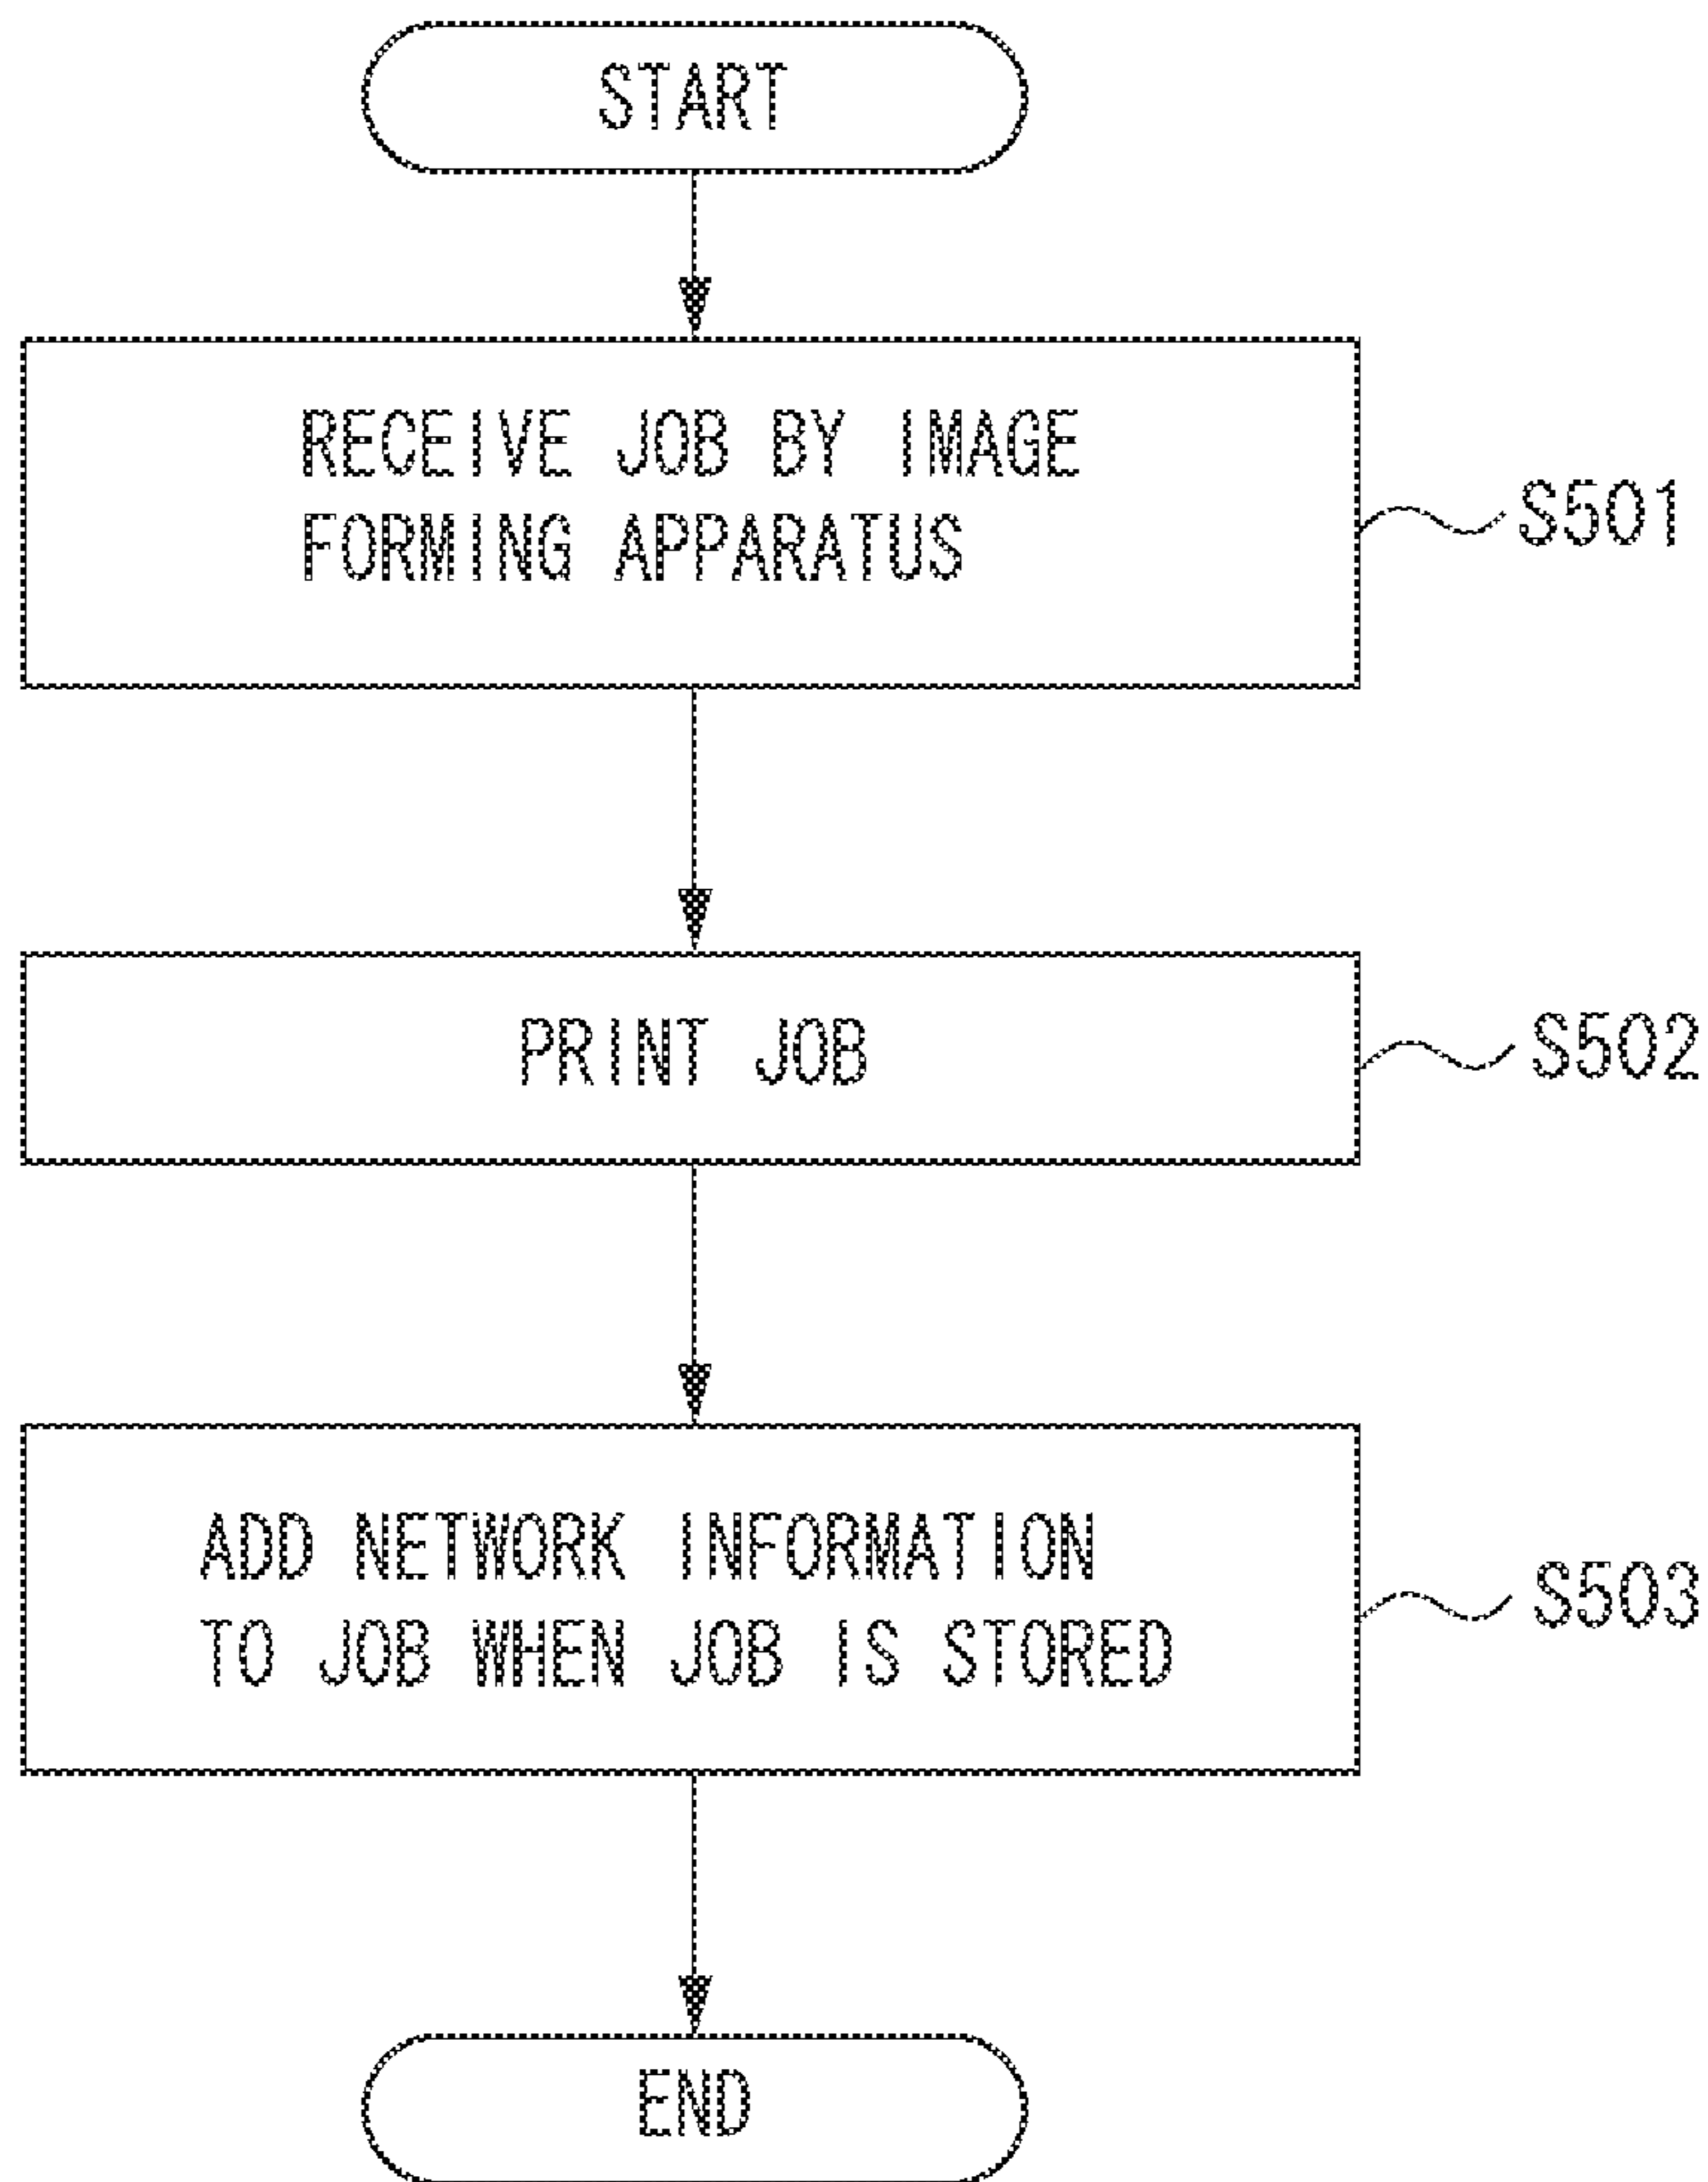 START
RECEIVE JOB BY IMAGE
FORMING APPARATUS
S501
PRINT JOB
S502
ADD NETWORK INFORMATION
TO JOB WHEN JOB IS STORED
S503
END